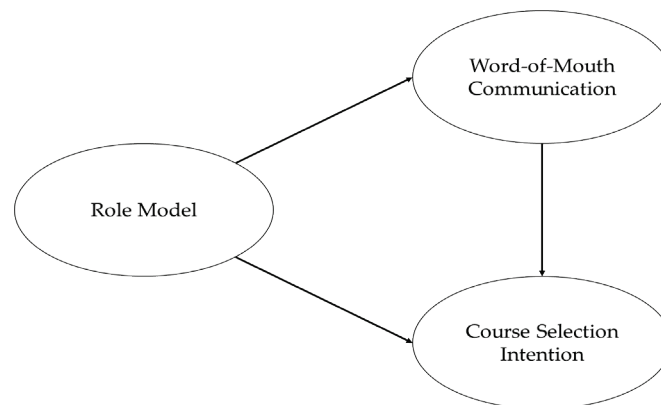 Word-of-Mouth
Communication
Role Model
Course Selection
Intention